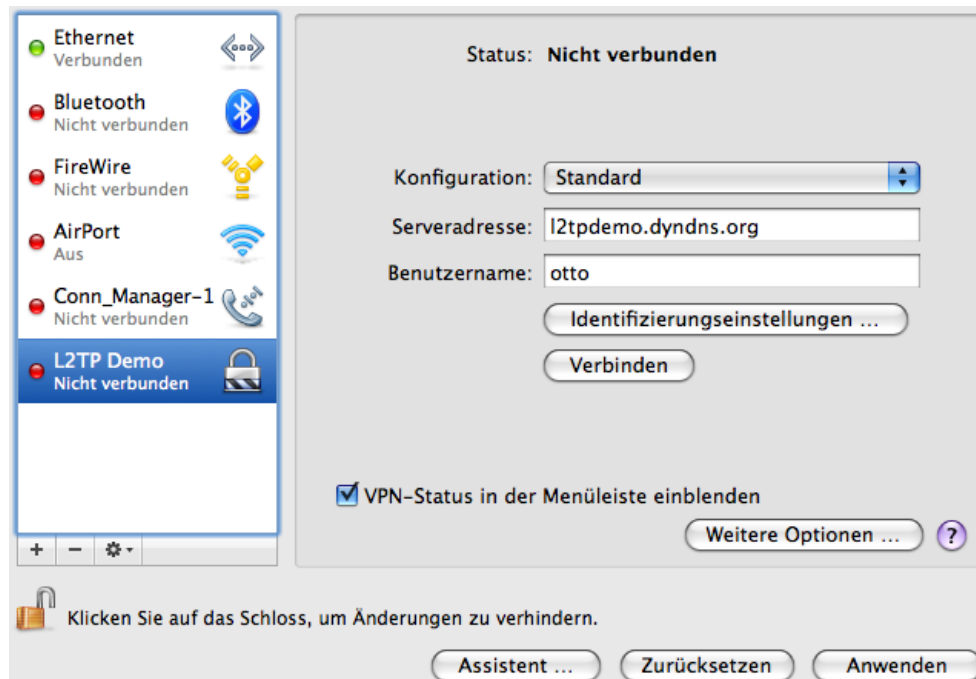 Ethernet
Verbunden
Bluetooth
Nicht verbunden
FireWire
Nicht verbunden
AirPort
Aus
Conn_Manager-1
Nicht verbunden
L2TP Demo
Nicht verbunden
Status: Nicht verbunden
Konfiguration: Standard
Serveradresse: l2tpdemo.dyndns.org
Benutzername: otto
Identifizierungseinstellungen ...
Verbinden
VPN-Status in der Menüleiste einblenden
Weitere Optionen ... ?
Klicken Sie auf das Schloss, um Änderungen zu verhindern.
Assistent ... Zurücksetzen Anwenden